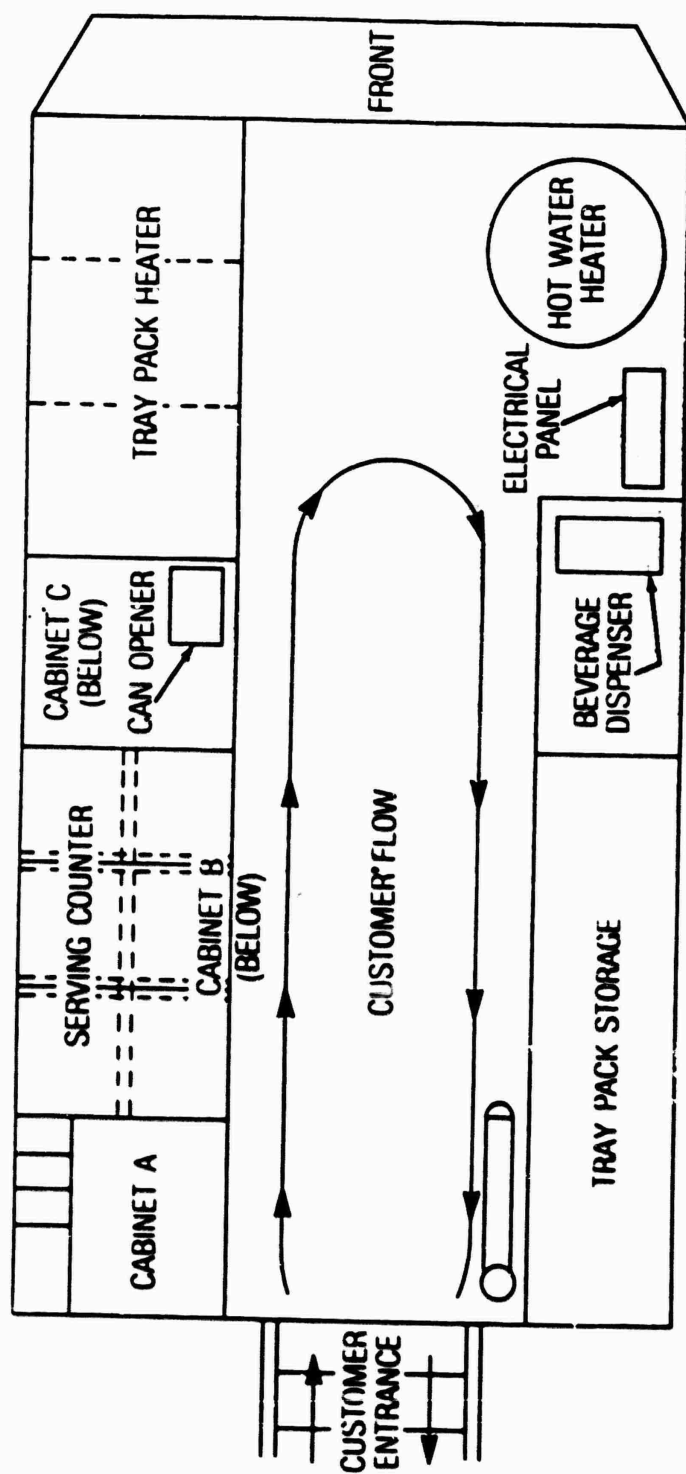 FRONT
TRAY PACK HEATER
HOT WATER
HEATER
ELECTRICAL
PANEL
CABINET C
(BELOW)
CAN OPENER
BEVERAGE
DISPENSER
SERVING COUNTER
CABINET B
(BELOW)
CUSTOMER FLOW
TRAY PACK STORAGE
CABINET A
CUSTOMER
ENTRANCE